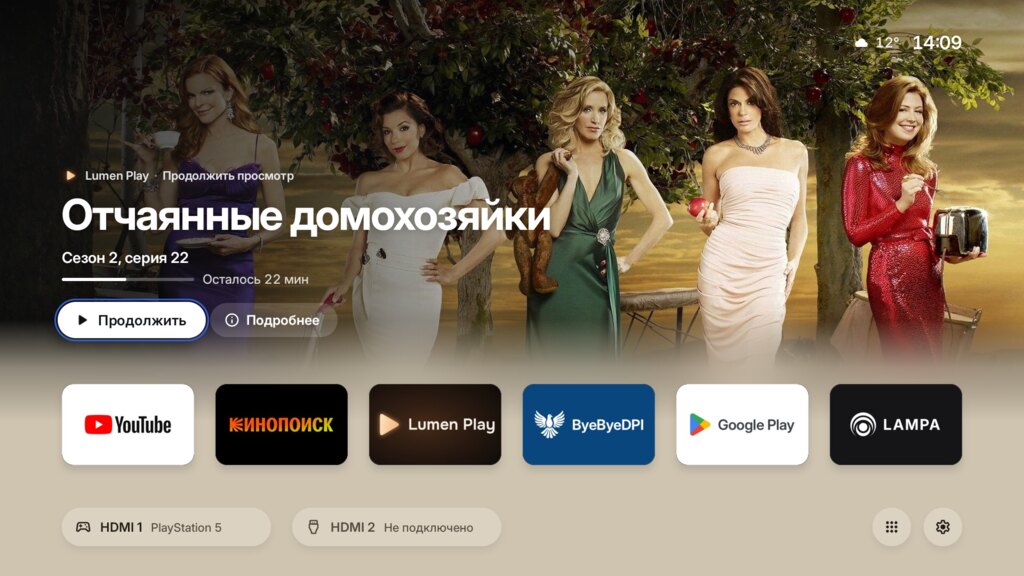 12° 14:09
Lumen Play · Продолжить просмотр
Отчаянные домохозяйки
Сезон 2, серия 22
Осталось 22 мин
Продолжить
Подробнее
YouTube
КИНОПОИСК
Lumen Play
ByeByeDPI
Google Play
LAMPA
HDMI 1 PlayStation 5
HDMI 2 Не подключено